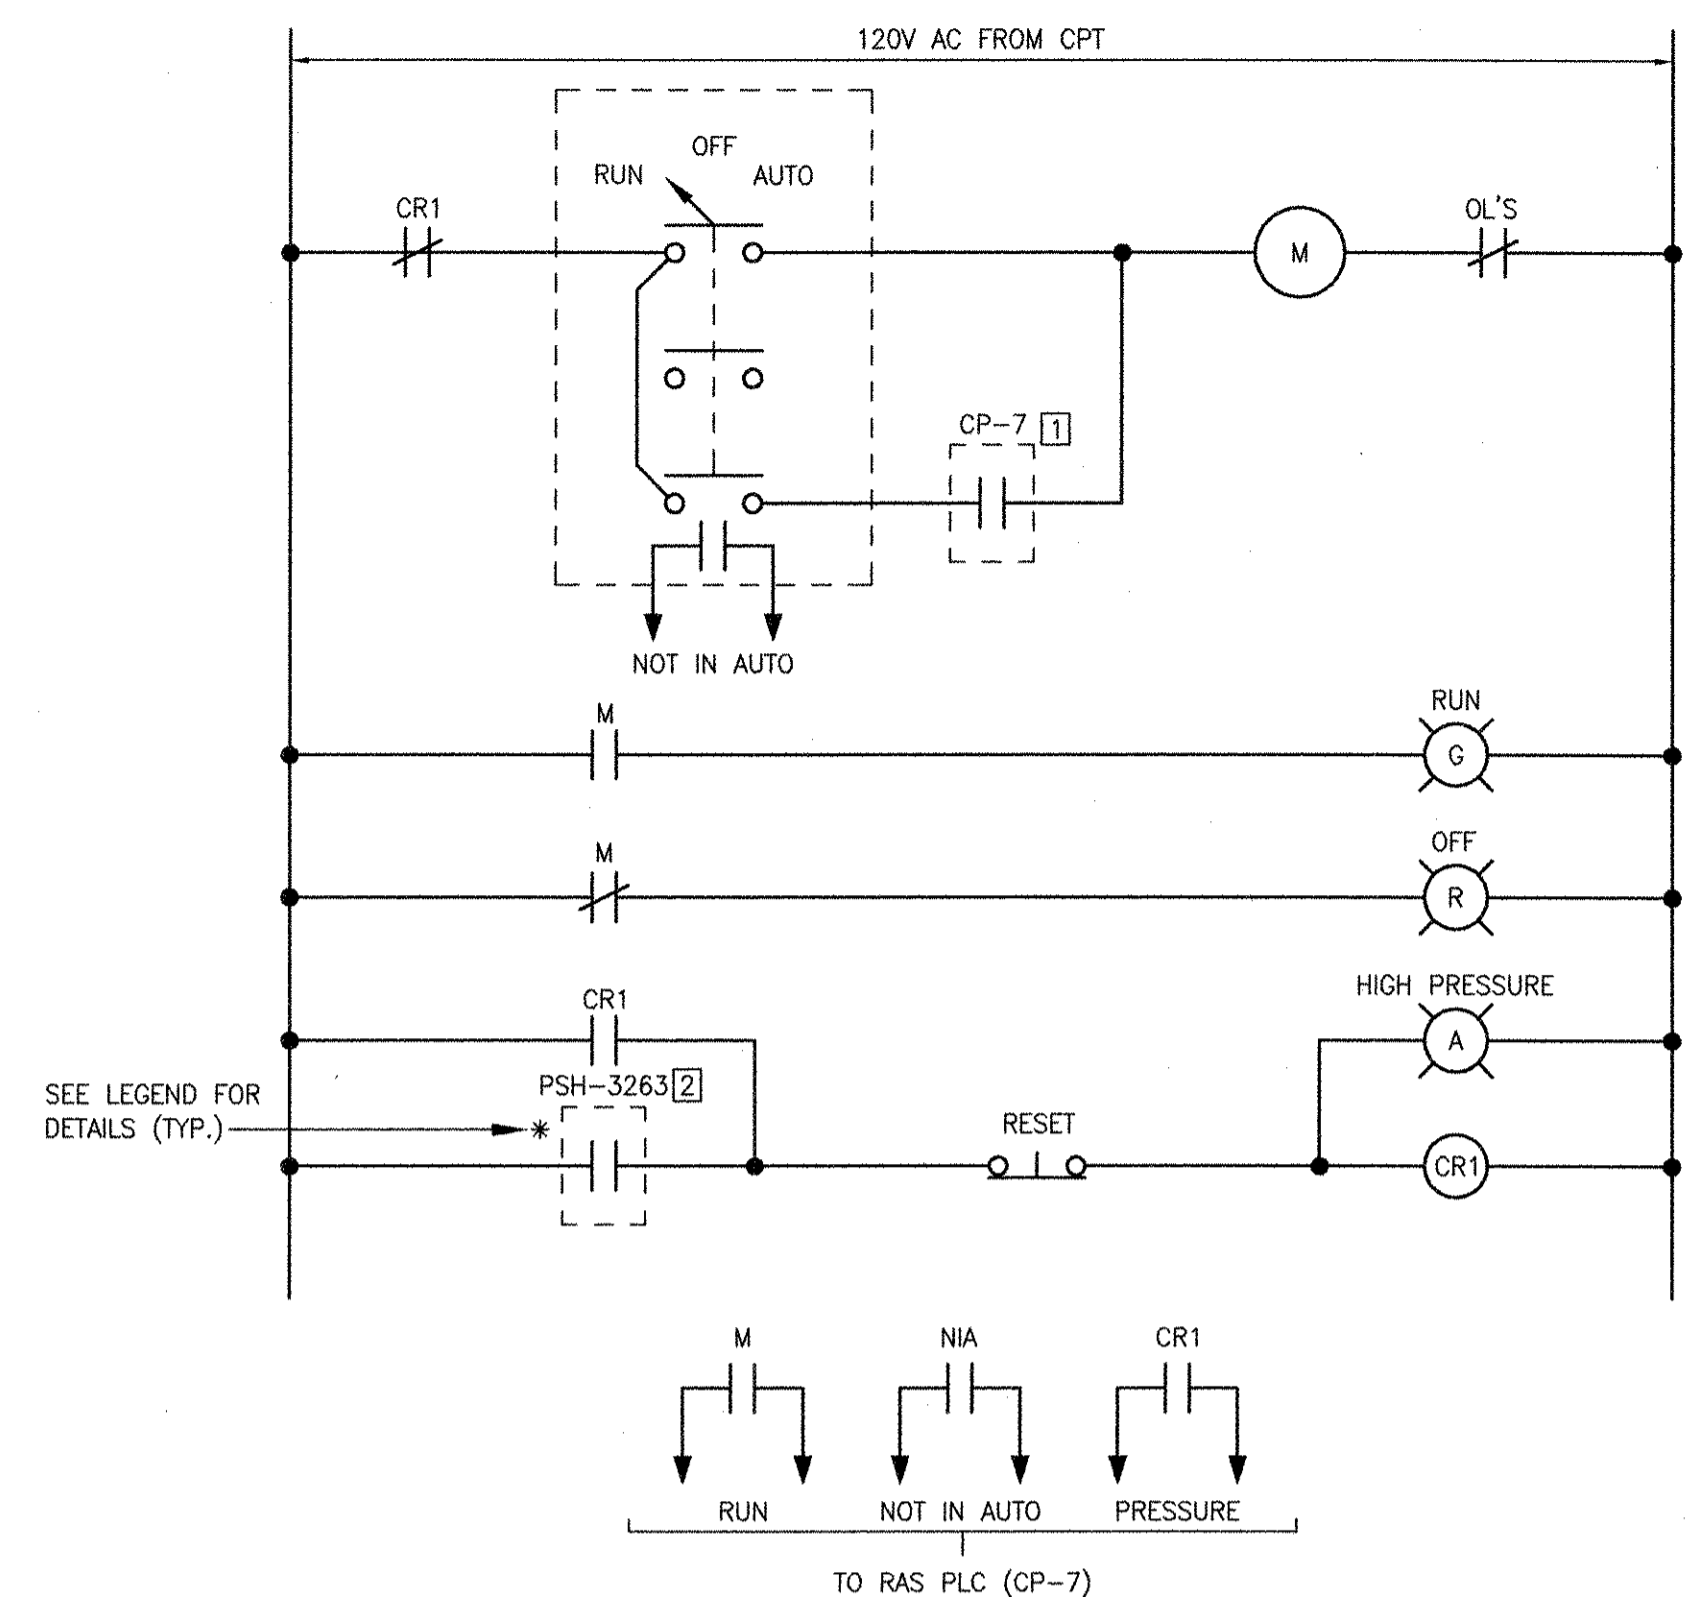 120V AC FROM CPT
OFF
RUN
AUTO
CR1
OL'S
M
CP-7 1
NOT IN AUTO
RUN
M
G
OFF
M
R
HIGH PRESSURE
CR1
A
SEE LEGEND FOR
DETAILS (TYP.)
*
PSH-3263 2
RESET
CR1
M
NIA
CR1
RUN
NOT IN AUTO
PRESSURE
TO RAS PLC (CP-7)